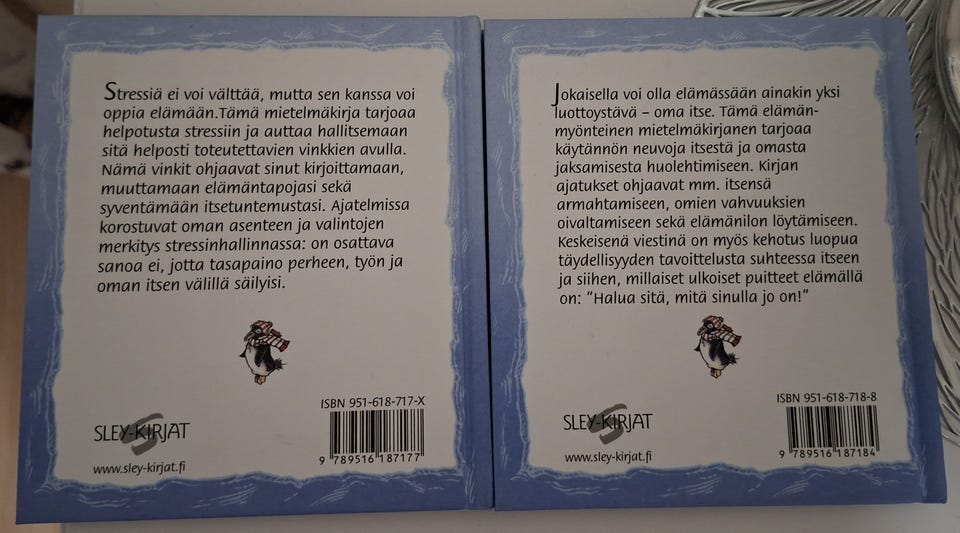 Stressiä ei voi välttää, mutta sen kanssa voi
oppia elämään.Tämä mietelmäkirja tarjoaa
helpotusta stressiin ja auttaa hallitsemaan
sitä helposti toteutettavien vinkkien avulla.
Nämä vinkit ohjaavat sinut kirjoittamaan,
muuttamaan elämäntapojasi sekä
syventämään itsetuntemustasi. Ajatelmissa
korostuvat oman asenteen ja valintojen
merkitys stressinhallinnassa: on osattava
sanoa ei, jotta tasapaino perheen, työn ja
oman itsen välillä säilyisi.
ISBN 951-618-717-X
SLEY-KIRJAT
www.sley-kirjat.fi
9 789516 187177
Jokaisella voi olla elämässään ainakin yksi
luottoystävä – oma itse. Tämä elämän-
myönteinen mietelmäkirjanen tarjoaa
käytännön neuvoja itsestä ja omasta
jaksamisesta huolehtimiseen. Kirjan
ajatukset ohjaavat mm. itsensä
armahtamiseen, omien vahvuuksien
oivaltamiseen sekä elämänilon löytämiseen.
Keskeisenä viestinä on myös kehotus luopua
täydellisyyden tavoittelusta suhteessa itseen
ja siihen, millaiset ulkoiset puitteet elämällä
on: ”Halua sitä, mitä sinulla jo on!”
ISBN 951-618-718-8
SLEY-KIRJAT
www.sley-kirjat.fi
9 789516 187184